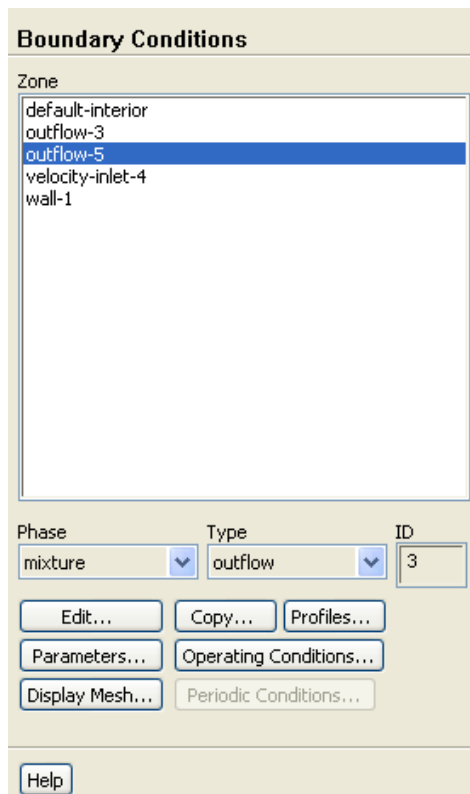 Boundary Conditions
Zone
default-interior
outflow-3
outflow-5
velocity-inlet-4
wall-1
Phase Type ID
mixture outflow 3
Edit... Copy... Profiles...
Parameters... Operating Conditions...
Display Mesh... Periodic Conditions...
Help